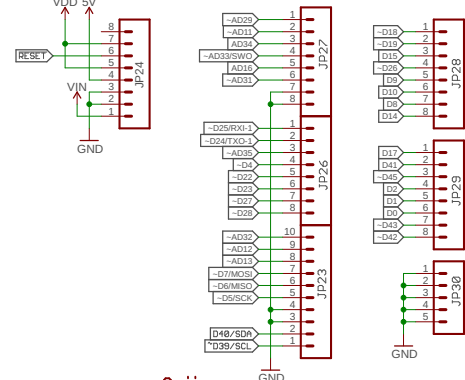 VDD 5V
8
7
RESET 6
5
4
VIN 3
2
1
JP24
GND
~AD29 1
~AD11 2
AD34 3
~AD33/SWO 4
AD16 5
~AD31 6
7
8
JP27
~D25/RXI-1 1
~D24/TXO-1 2
~AD35 3
~D4 4
~D22 5
~D23 6
~D27 7
~D28 8
JP26
~AD32 10
~AD12 9
~AD13 8
~D7/MOSI 7
~D6/MISO 6
~D5/SCK 5
4
3
D40/SDA 2
~D39/SCL 1
JP23
GND
~D18 1
~D19 2
D15 3
~D26 4
D9 5
D10 6
D8 7
D14 8
JP28
D17 1
D41 2
~D45 3
D2 4
D1 5
D0 6
~D43 7
~D42 8
JP29
1
2
3
4
5
JP30
GND